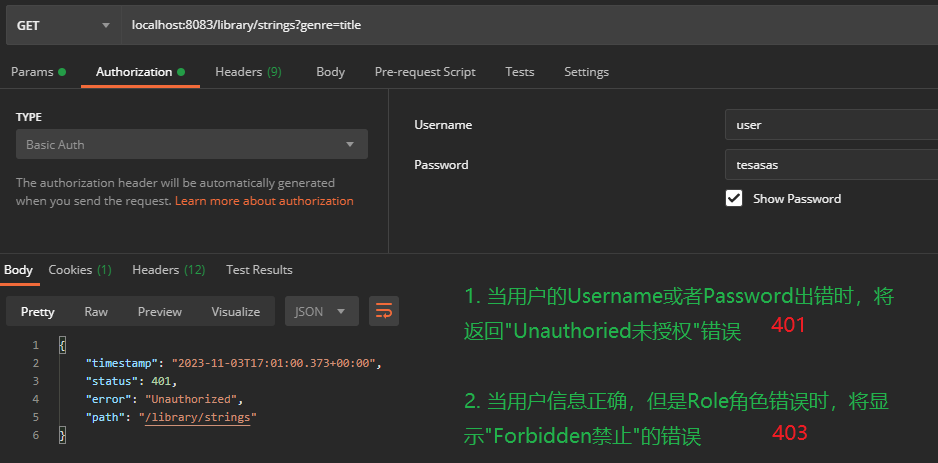 GET localhost:8083/library/strings?genre=title
Params Authorization Headers (9) Body Pre-request Script Tests Settings
TYPE
Basic Auth
The authorization header will be automatically generated
when you send the request. Learn more about authorization
Username user
Password tesasas
Show Password
Body Cookies (1) Headers (12) Test Results
Pretty Raw Preview Visualize JSON
1 {
2 "timestamp": "2023-11-03T17:01:00.373+00:00",
3 "status": 401,
4 "error": "Unauthorized",
5 "path": "/library/strings"
6 }
1. 当用户的Username或者Password出错时，将
返回"Unauthoried未授权"错误 401
2. 当用户信息正确，但是Role角色错误时，将显
示"Forbidden禁止"的错误 403